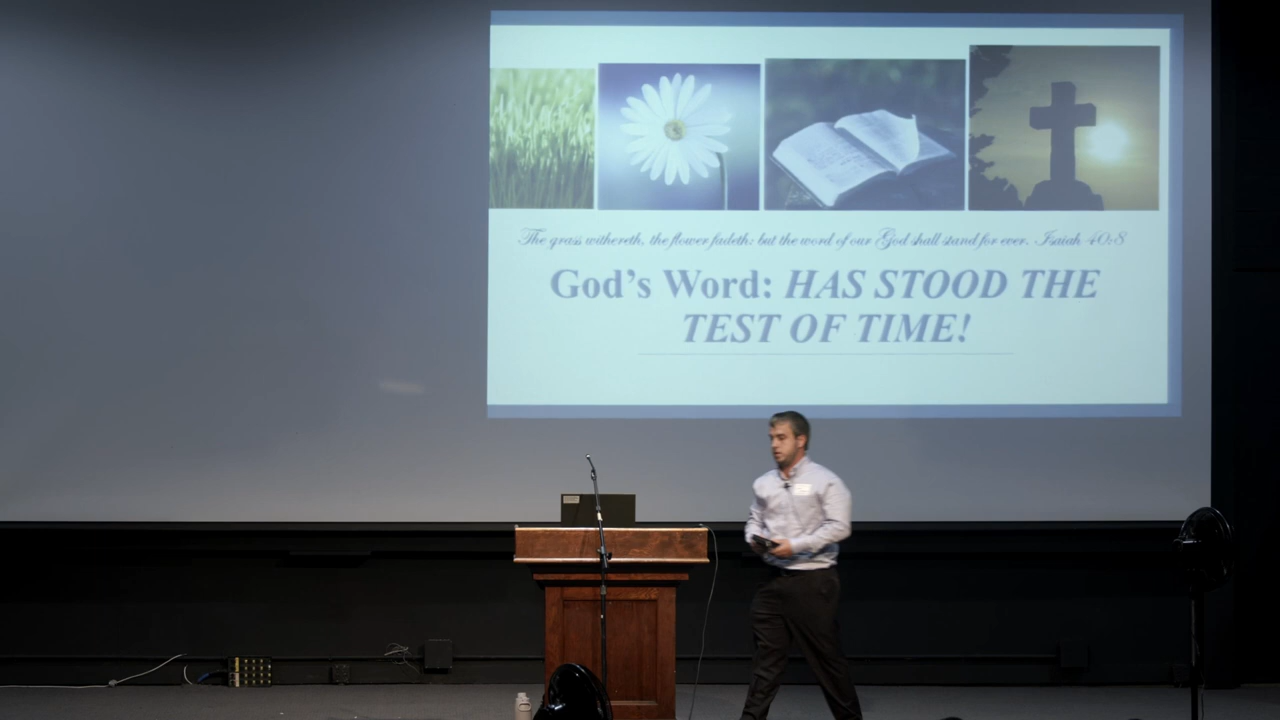 The grass withereth, the flower fadeth: but the word of our God shall stand for ever. Isaiah 40:8
God's Word: HAS STOOD THE
TEST OF TIME!